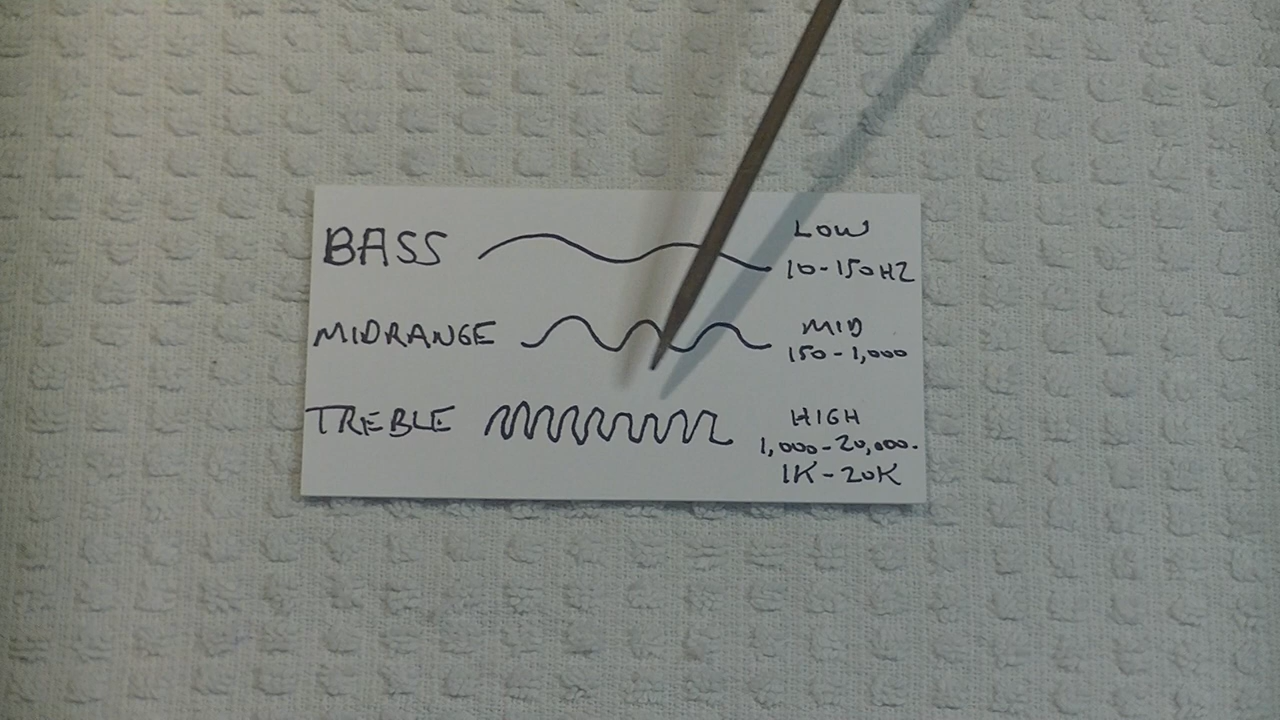 BASS LOW
10-150HZ
MIDRANGE MID
150-1,000
TREBLE HIGH
1,000-20,000.
1K-20K